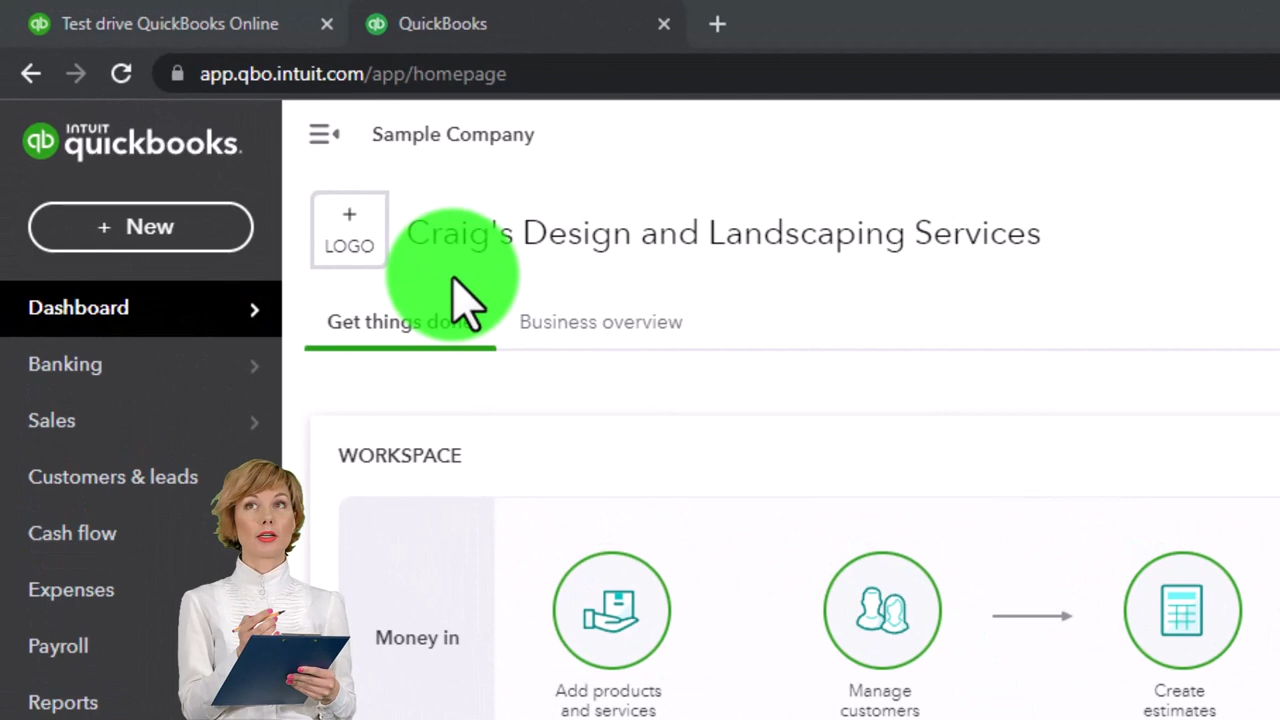 Test drive QuickBooks Online
QuickBooks
app.qbo.intuit.com/app/homepage
qb INTUIT quickbooks.
Sample Company
+ New
+
LOGO
Craig's Design and Landscaping Services
Get things done
Business overview
Dashboard
Banking
Sales
Customers & leads
Cash flow
Expenses
Payroll
Reports
WORKSPACE
Money in
Add products
and services
Manage
customers
Create
estimates